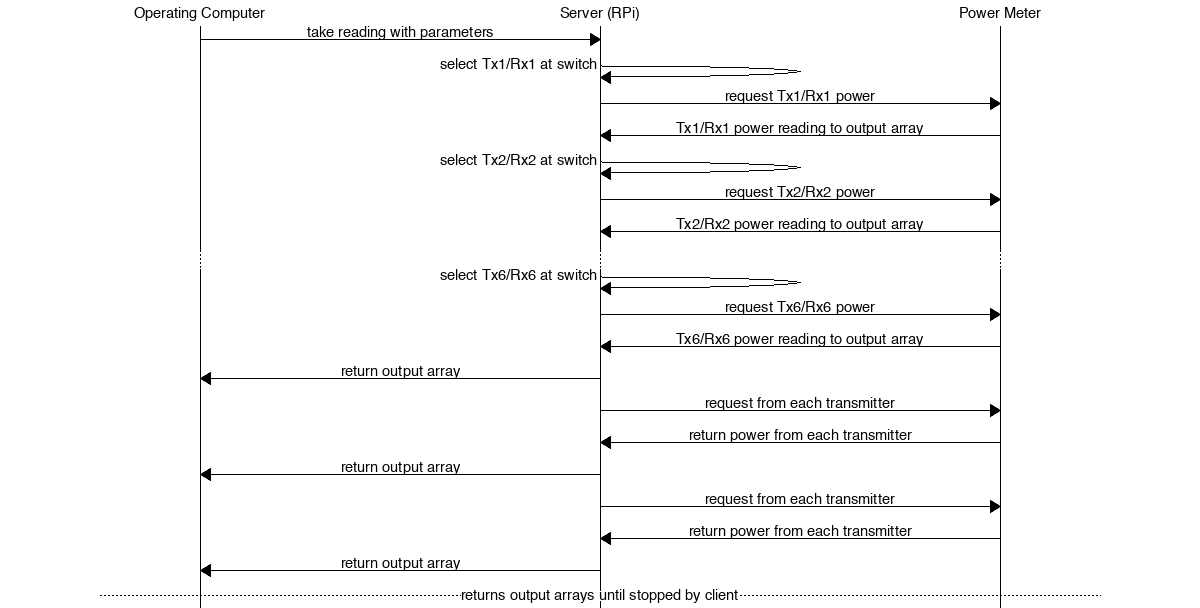 Operating Computer
Server (RPi)
Power Meter
take reading with parameters
select Tx1/Rx1 at switch
request Tx1/Rx1 power
Tx1/Rx1 power reading to output array
select Tx2/Rx2 at switch
request Tx2/Rx2 power
Tx2/Rx2 power reading to output array
select Tx6/Rx6 at switch
request Tx6/Rx6 power
Tx6/Rx6 power reading to output array
return output array
request from each transmitter
return power from each transmitter
return output array
request from each transmitter
return power from each transmitter
return output array
returns output arrays until stopped by client